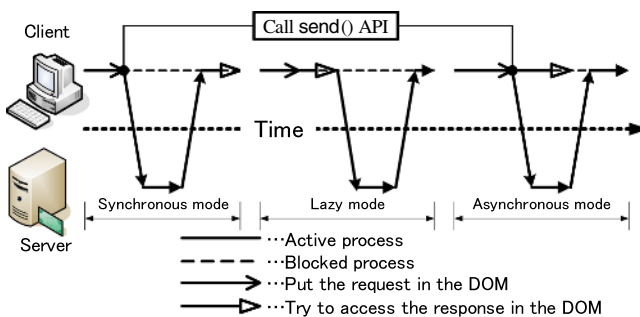 Client
Call send() API
Time
Synchronous mode
Lazy mode
Asynchronous mode
Server
…Active process
…Blocked process
…Put the request in the DOM
…Try to access the response in the DOM